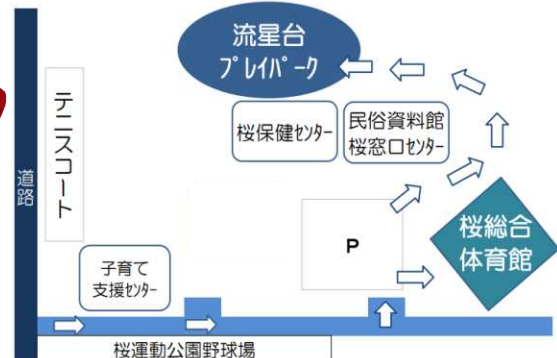 流星台
プレイパーク
桜保健センター
民俗資料館
桜窓口センター
テニスコート
道路
P
桜総合
体育館
子育て
支援センター
桜運動公園野球場